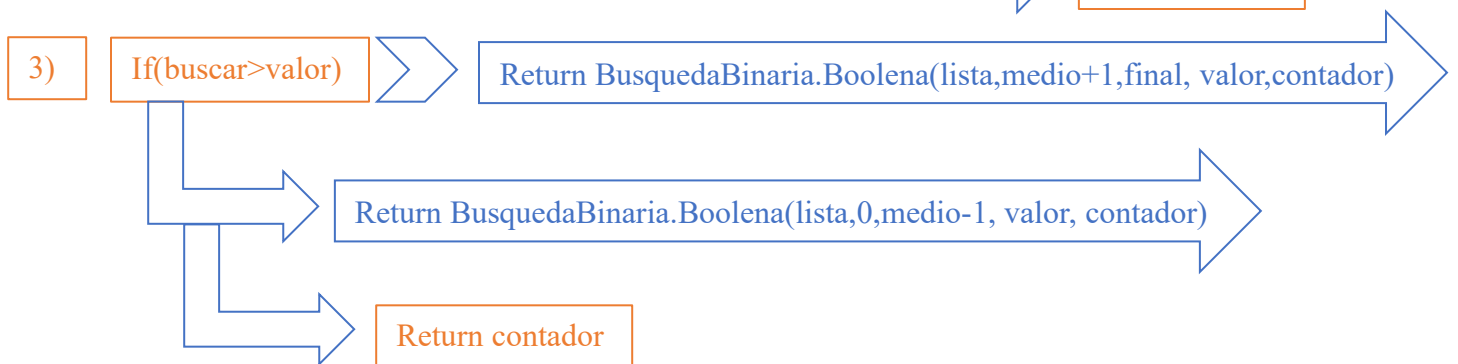 3) If(buscar>valor) Return BusquedaBinaria.Boolena(lista,medio+1,final, valor,contador)
Return BusquedaBinaria.Boolena(lista,0,medio-1, valor, contador)
Return contador